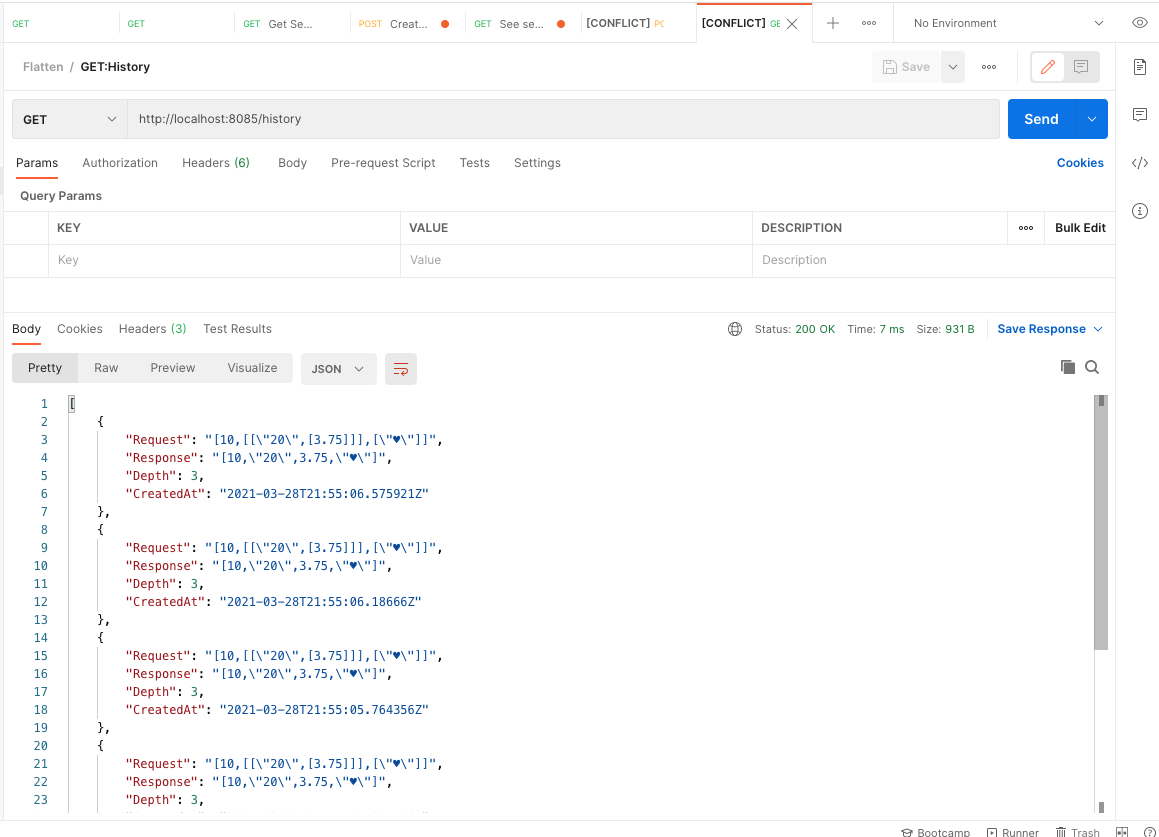 GET GET GET Get Se... POST Creat... GET See se... [CONFLICT] PO [CONFLICT] GE No Environment
Flatten / GET:History Save
GET http://localhost:8085/history Send
Params Authorization Headers (6) Body Pre-request Script Tests Settings Cookies
Query Params
KEY VALUE DESCRIPTION Bulk Edit
Key Value Description
Body Cookies Headers (3) Test Results Status: 200 OK Time: 7 ms Size: 931 B Save Response
Pretty Raw Preview Visualize JSON
1 [
2 {
3 "Request": "[10,[[\"20\",[3.75]]],[\"♥\"]]",
4 "Response": "[10,\"20\",3.75,\"♥\"]",
5 "Depth": 3,
6 "CreatedAt": "2021-03-28T21:55:06.575921Z"
7 },
8 {
9 "Request": "[10,[[\"20\",[3.75]]],[\"♥\"]]",
10 "Response": "[10,\"20\",3.75,\"♥\"]",
11 "Depth": 3,
12 "CreatedAt": "2021-03-28T21:55:06.18666Z"
13 },
14 {
15 "Request": "[10,[[\"20\",[3.75]]],[\"♥\"]]",
16 "Response": "[10,\"20\",3.75,\"♥\"]",
17 "Depth": 3,
18 "CreatedAt": "2021-03-28T21:55:05.764356Z"
19 },
20 {
21 "Request": "[10,[[\"20\",[3.75]]],[\"♥\"]]",
22 "Response": "[10,\"20\",3.75,\"♥\"]",
23 "Depth": 3,
Bootcamp Runner Trash